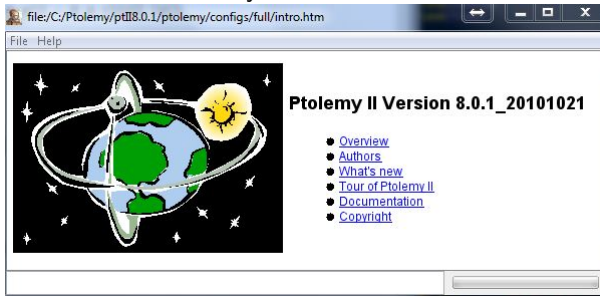 file:/C:/Ptolemy/ptII8.0.1/ptolemy/configs/full/intro.htm
File Help
Ptolemy II Version 8.0.1_20101021
Overview
Authors
What's new
Tour of Ptolemy II
Documentation
Copyright